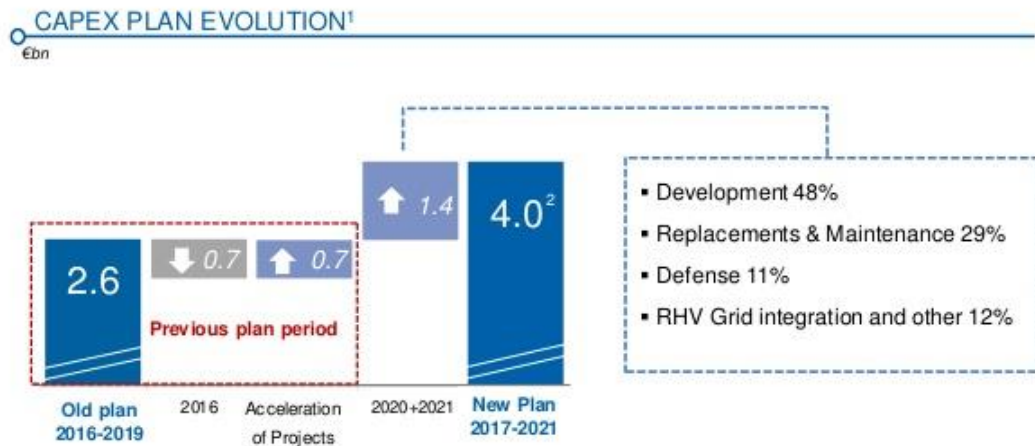 CAPEX PLAN EVOLUTION¹
€bn
2.6
0.7
0.7
1.4
4.0²
Previous plan period
Old plan
2016-2019
2016
Acceleration
of Projects
2020+2021
New Plan
2017-2021
▪ Development 48%
▪ Replacements & Maintenance 29%
▪ Defense 11%
▪ RHV Grid integration and other 12%